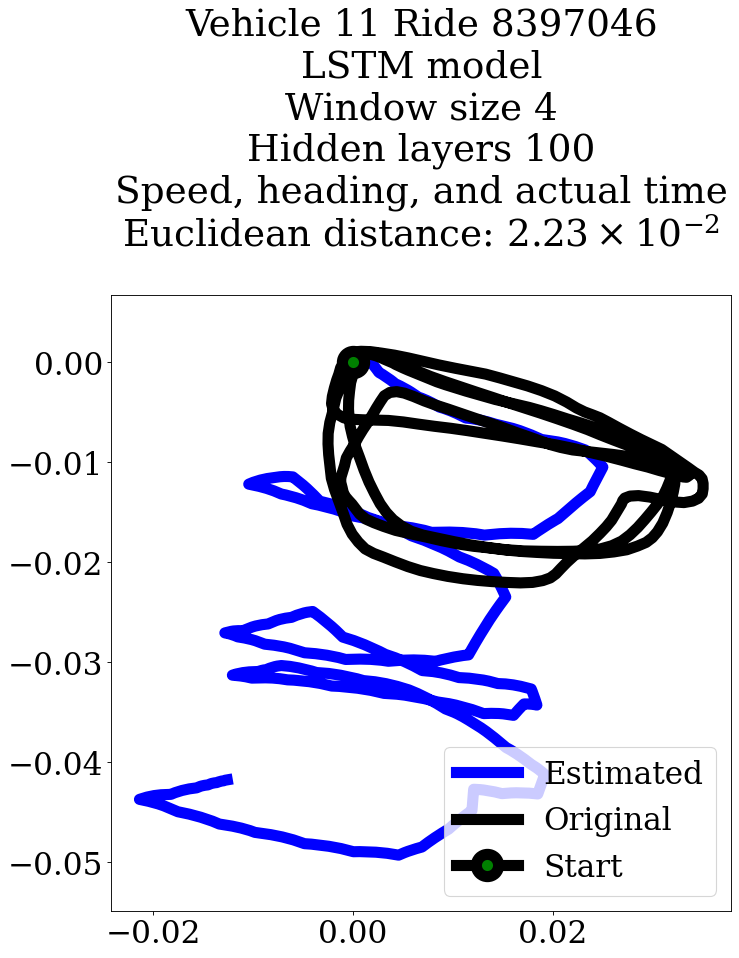 Vehicle 11 Ride 8397046
LSTM model
Window size 4
Hidden layers 100
Speed, heading, and actual time
Euclidean distance: 2.23 × 10⁻²
0.00
−0.01
−0.02
−0.03
−0.04
−0.05
Estimated
Original
Start
−0.02 0.00 0.02